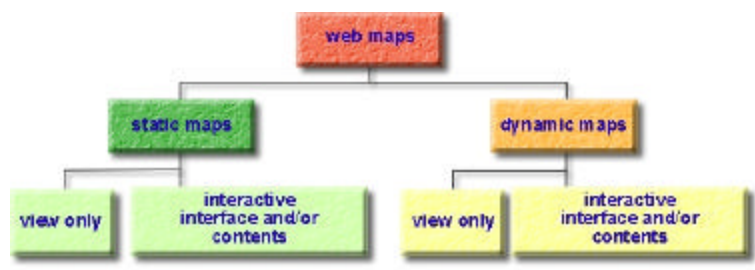 web maps
static maps
dynamic maps
view only
interactive
interface and/or
contents
view only
interactive
interface and/or
contents